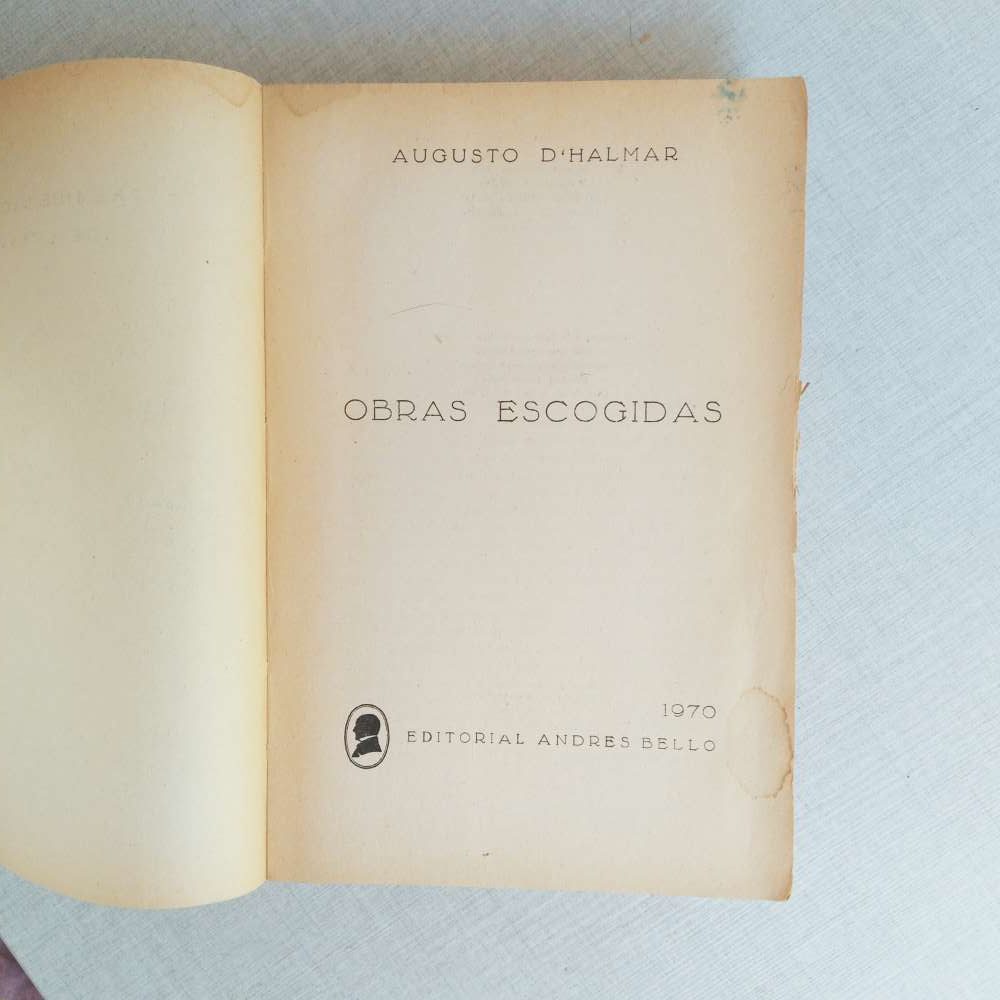 AUGUSTO D'HALMAR
OBRAS ESCOGIDAS
1970
EDITORIAL ANDRES BELLO